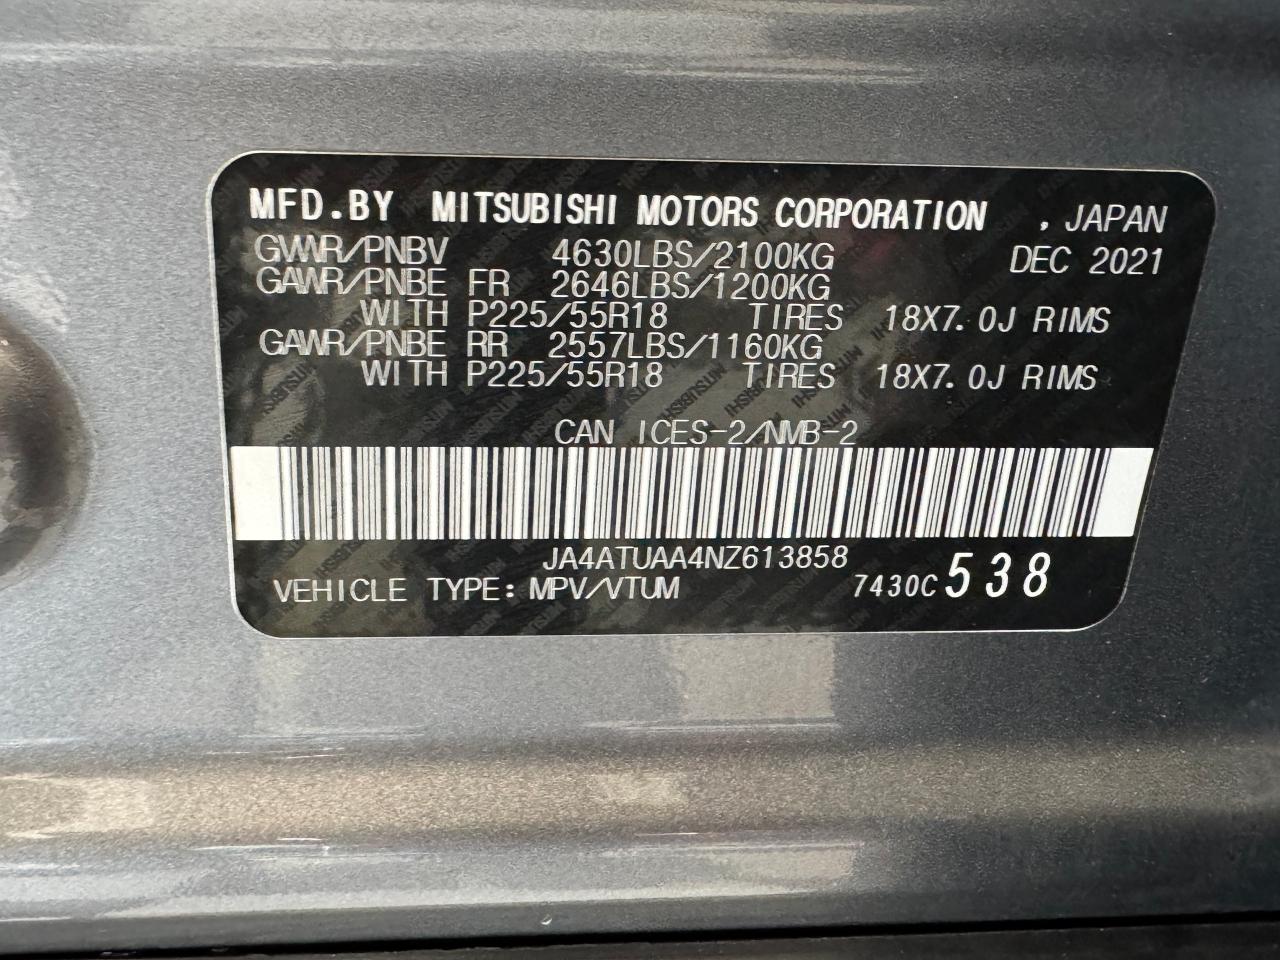 MFD.BY MITSUBISHI MOTORS CORPORATION , JAPAN
GVWR/PNBV 4630LBS/2100KG DEC 2021
GAWR/PNBE FR 2646LBS/1200KG
WITH P225/55R18 TIRES 18X7.0J RIMS
GAWR/PNBE RR 2557LBS/1160KG
WITH P225/55R18 TIRES 18X7.0J RIMS
CAN ICES-2/NMB-2
JA4ATUAA4NZ613858
VEHICLE TYPE: MPV/VTUM 7430C 538